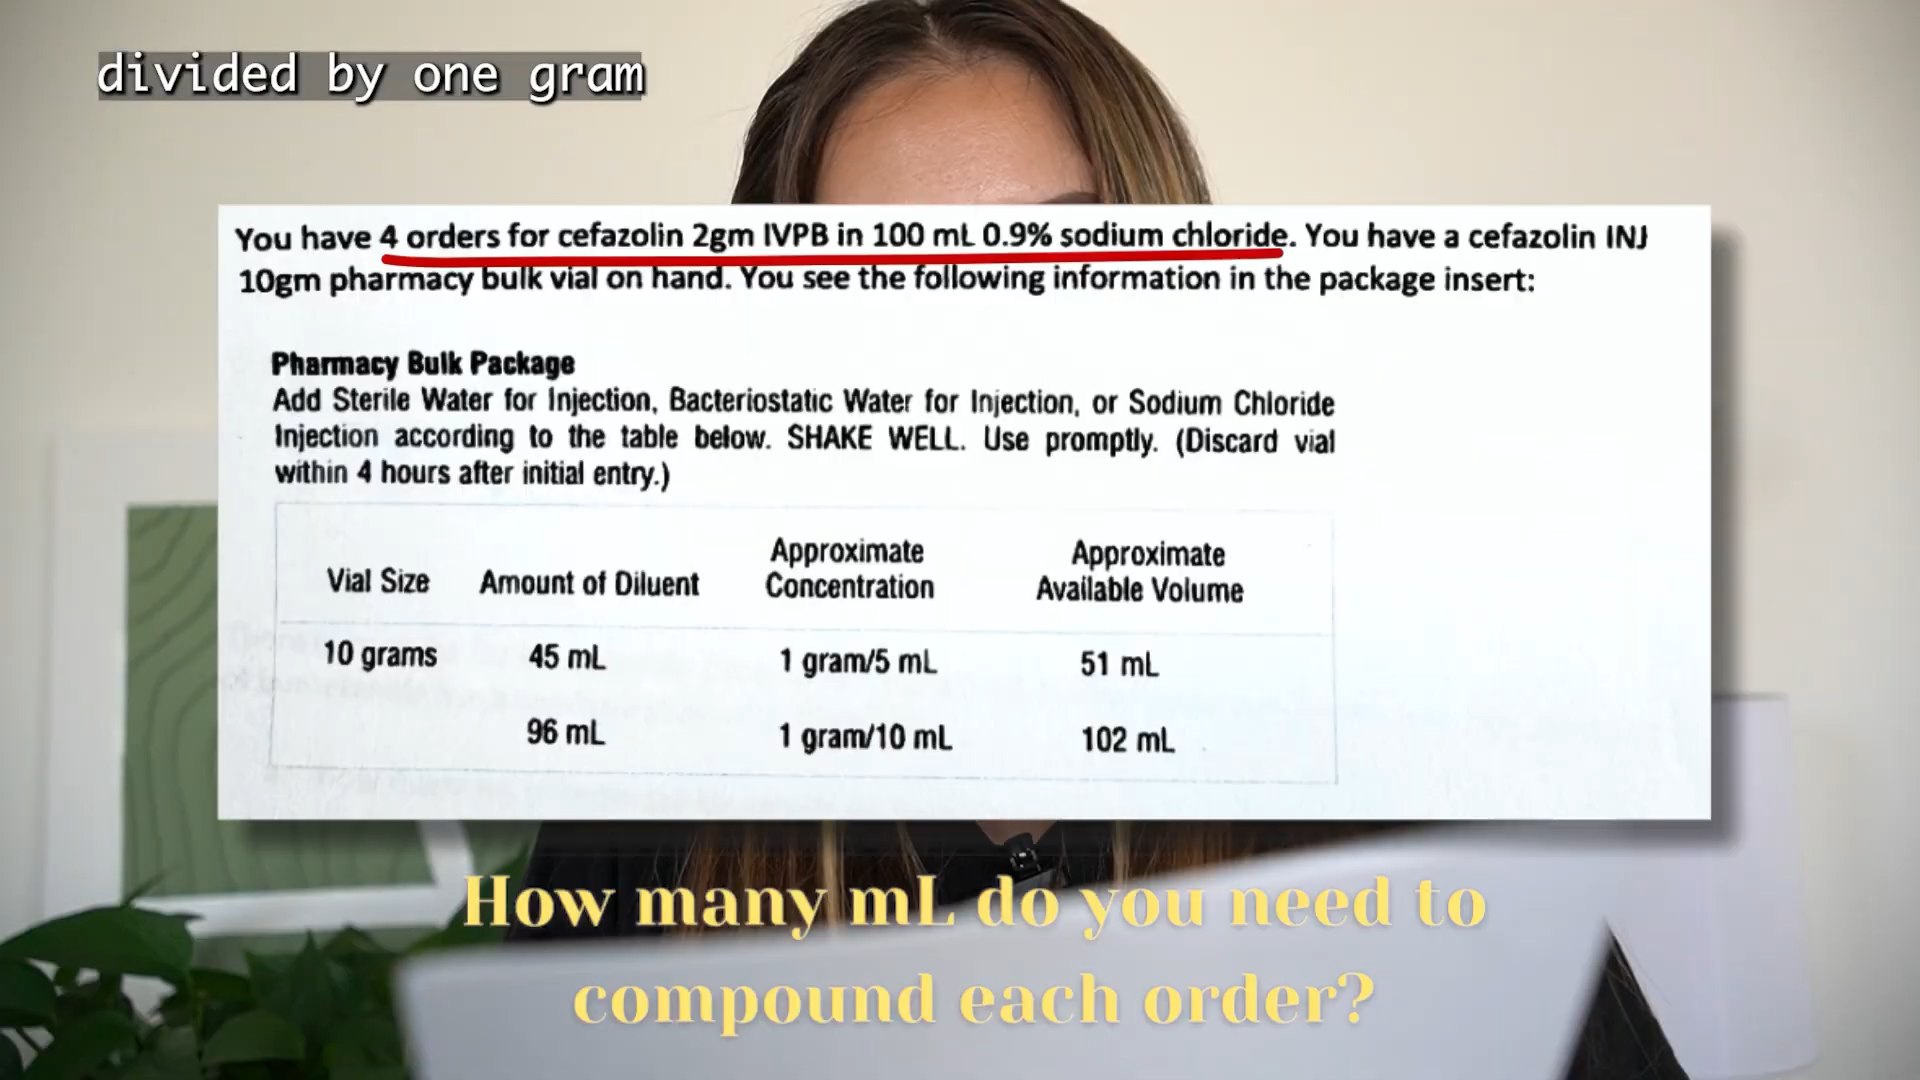 divided by one gram
You have 4 orders for cefazolin 2gm IVPB in 100 mL 0.9% sodium chloride. You have a cefazolin INJ
10gm pharmacy bulk vial on hand. You see the following information in the package insert:
Pharmacy Bulk Package
Add Sterile Water for Injection, Bacteriostatic Water for Injection, or Sodium Chloride
Injection according to the table below. SHAKE WELL. Use promptly. (Discard vial
within 4 hours after initial entry.)
Approximate Approximate
Vial Size Amount of Diluent Concentration Available Volume
10 grams 45 mL 1 gram/5 mL 51 mL
96 mL 1 gram/10 mL 102 mL
How many mL do you need to
compound each order?